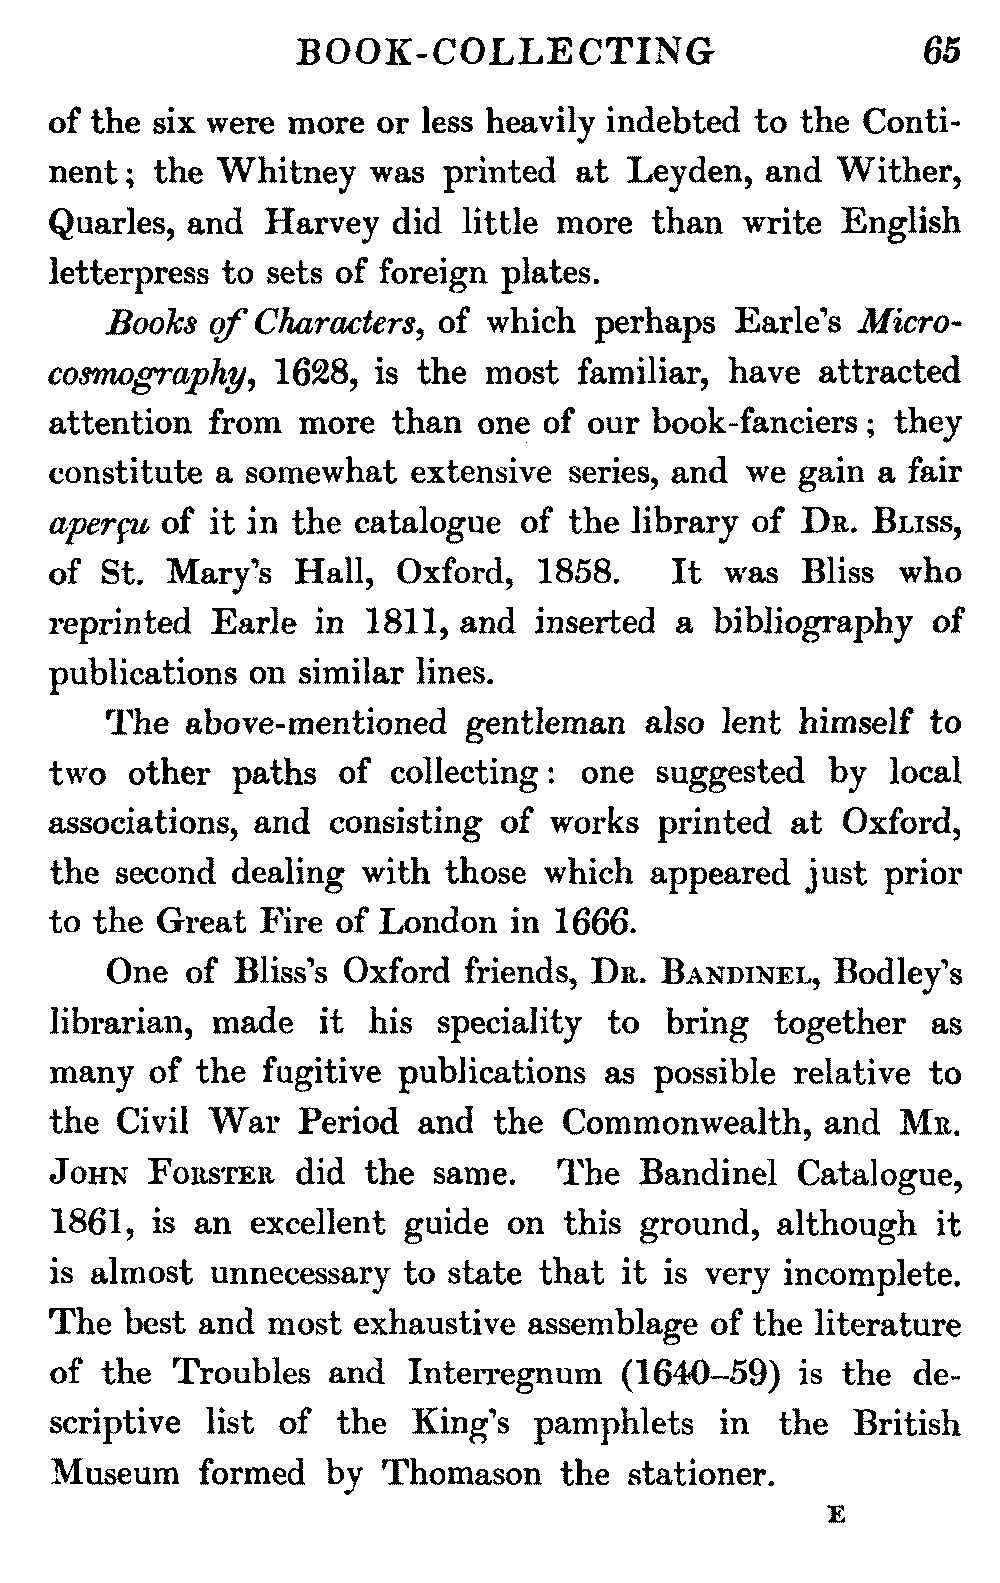 BOOK-COLLECTING 65
of the six were more or less heavily indebted to the Conti-
nent; the Whitney was printed at Leyden, and Wither,
Quarles, and Harvey did little more than write English
letterpress to sets of foreign plates.
Books of Characters, of which perhaps Earle's Micro-
cosmography, 1628, is the most familiar, have attracted
attention from more than one of our book-fanciers; they
constitute a somewhat extensive series, and we gain a fair
aperçu of it in the catalogue of the library of DR. BLISS,
of St. Mary's Hall, Oxford, 1858. It was Bliss who
reprinted Earle in 1811, and inserted a bibliography of
publications on similar lines.
The above-mentioned gentleman also lent himself to
two other paths of collecting: one suggested by local
associations, and consisting of works printed at Oxford,
the second dealing with those which appeared just prior
to the Great Fire of London in 1666.
One of Bliss's Oxford friends, DR. BANDINEL, Bodley's
librarian, made it his speciality to bring together as
many of the fugitive publications as possible relative to
the Civil War Period and the Commonwealth, and MR.
JOHN FORSTER did the same. The Bandinel Catalogue,
1861, is an excellent guide on this ground, although it
is almost unnecessary to state that it is very incomplete.
The best and most exhaustive assemblage of the literature
of the Troubles and Interregnum (1640–59) is the de-
scriptive list of the King's pamphlets in the British
Museum formed by Thomason the stationer.
E